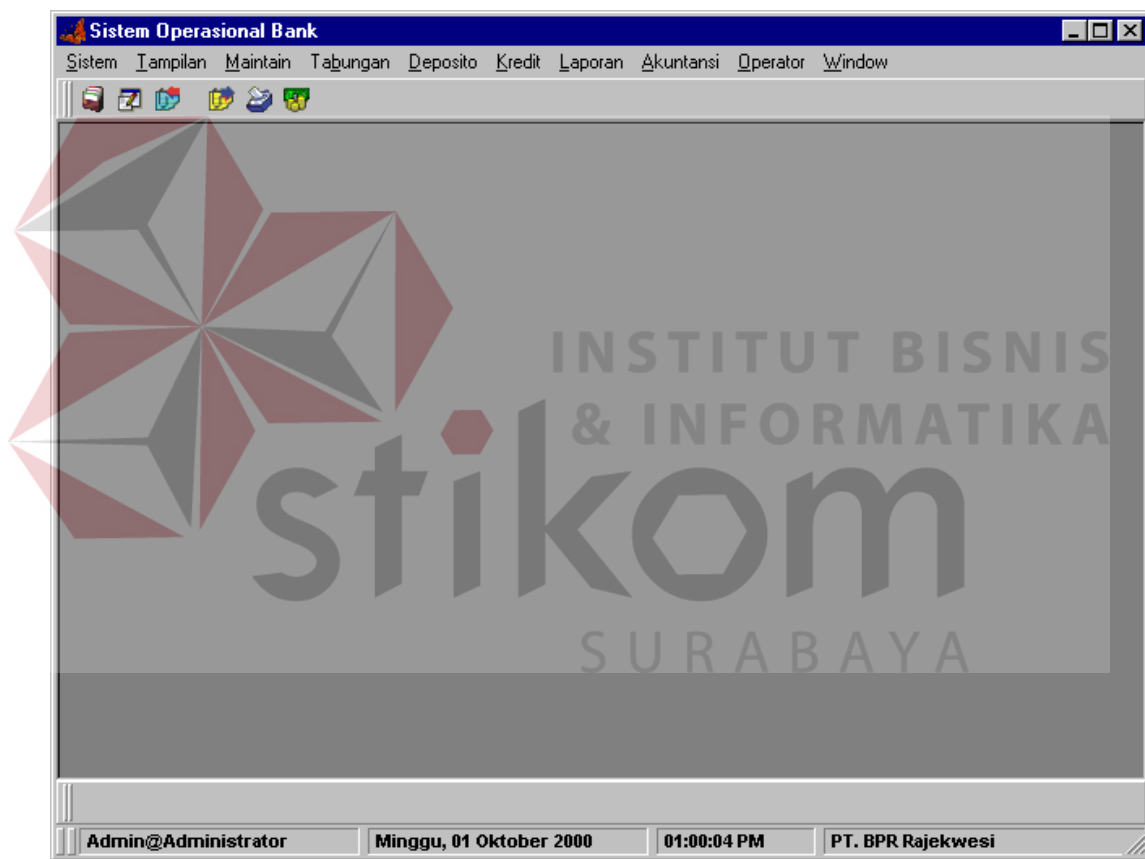 Sistem Operasional Bank
Sistem Tampilan Maintain Tabungan Deposito Kredit Laporan Akuntansi Operator Window
INSTITUT BISNIS
& INFORMATIKA
stikom
SURABAYA
Admin@Administrator Minggu, 01 Oktober 2000 01:00:04 PM PT. BPR Rajekwesi